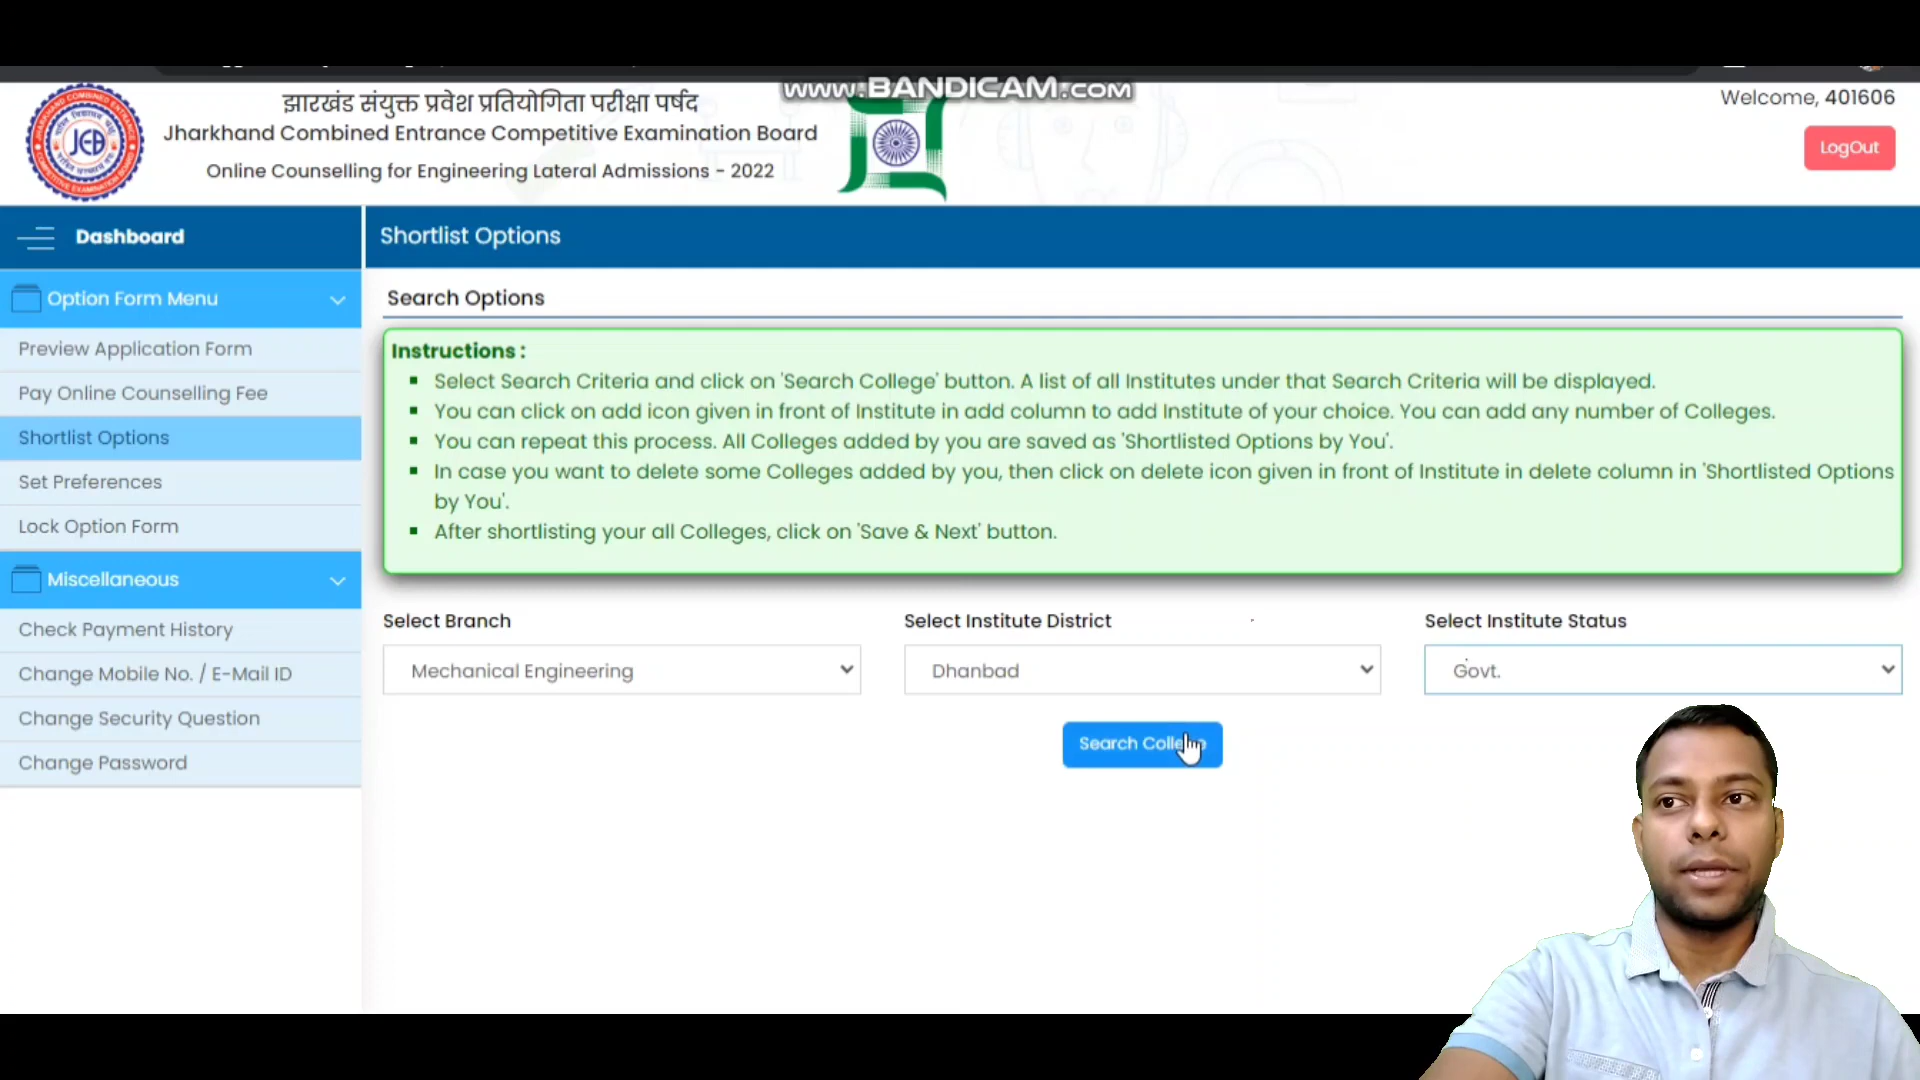 www.BANDICAM.com
झारखंड संयुक्त प्रवेश प्रतियोगिता परीक्षा पर्षद
Jharkhand Combined Entrance Competitive Examination Board
Online Counselling for Engineering Lateral Admissions - 2022
JCEB
Welcome, 401606
LogOut
Dashboard
Shortlist Options
Option Form Menu
Preview Application Form
Pay Online Counselling Fee
Shortlist Options
Set Preferences
Lock Option Form
Miscellaneous
Check Payment History
Change Mobile No. / E-Mail ID
Change Security Question
Change Password
Search Options
Instructions :
Select Search Criteria and click on 'Search College' button. A list of all Institutes under that Search Criteria will be displayed.
You can click on add icon given in front of Institute in add column to add Institute of your choice. You can add any number of Colleges.
You can repeat this process. All Colleges added by you are saved as 'Shortlisted Options by You'.
In case you want to delete some Colleges added by you, then click on delete icon given in front of Institute in delete column in 'Shortlisted Options
by You'.
After shortlisting your all Colleges, click on 'Save & Next' button.
Select Branch
Select Institute District
Select Institute Status
Mechanical Engineering
Dhanbad
Govt.
Search College